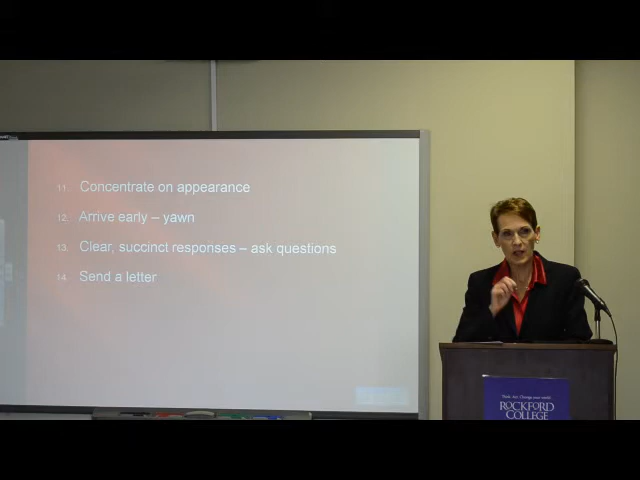 11. Concentrate on appearance
12. Arrive early – yawn
13. Clear, succinct responses – ask questions
14. Send a letter
ROCKFORD
COLLEGE